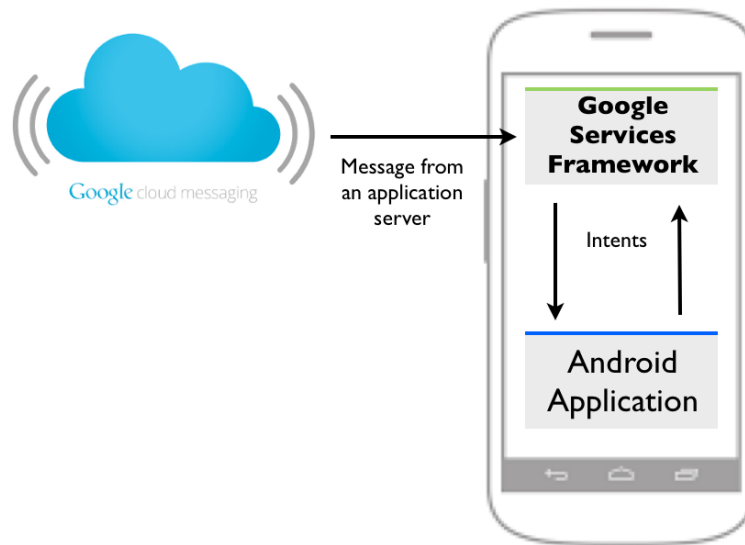 Google cloud messaging
Message from
an application
server
Google
Services
Framework
Intents
Android
Application